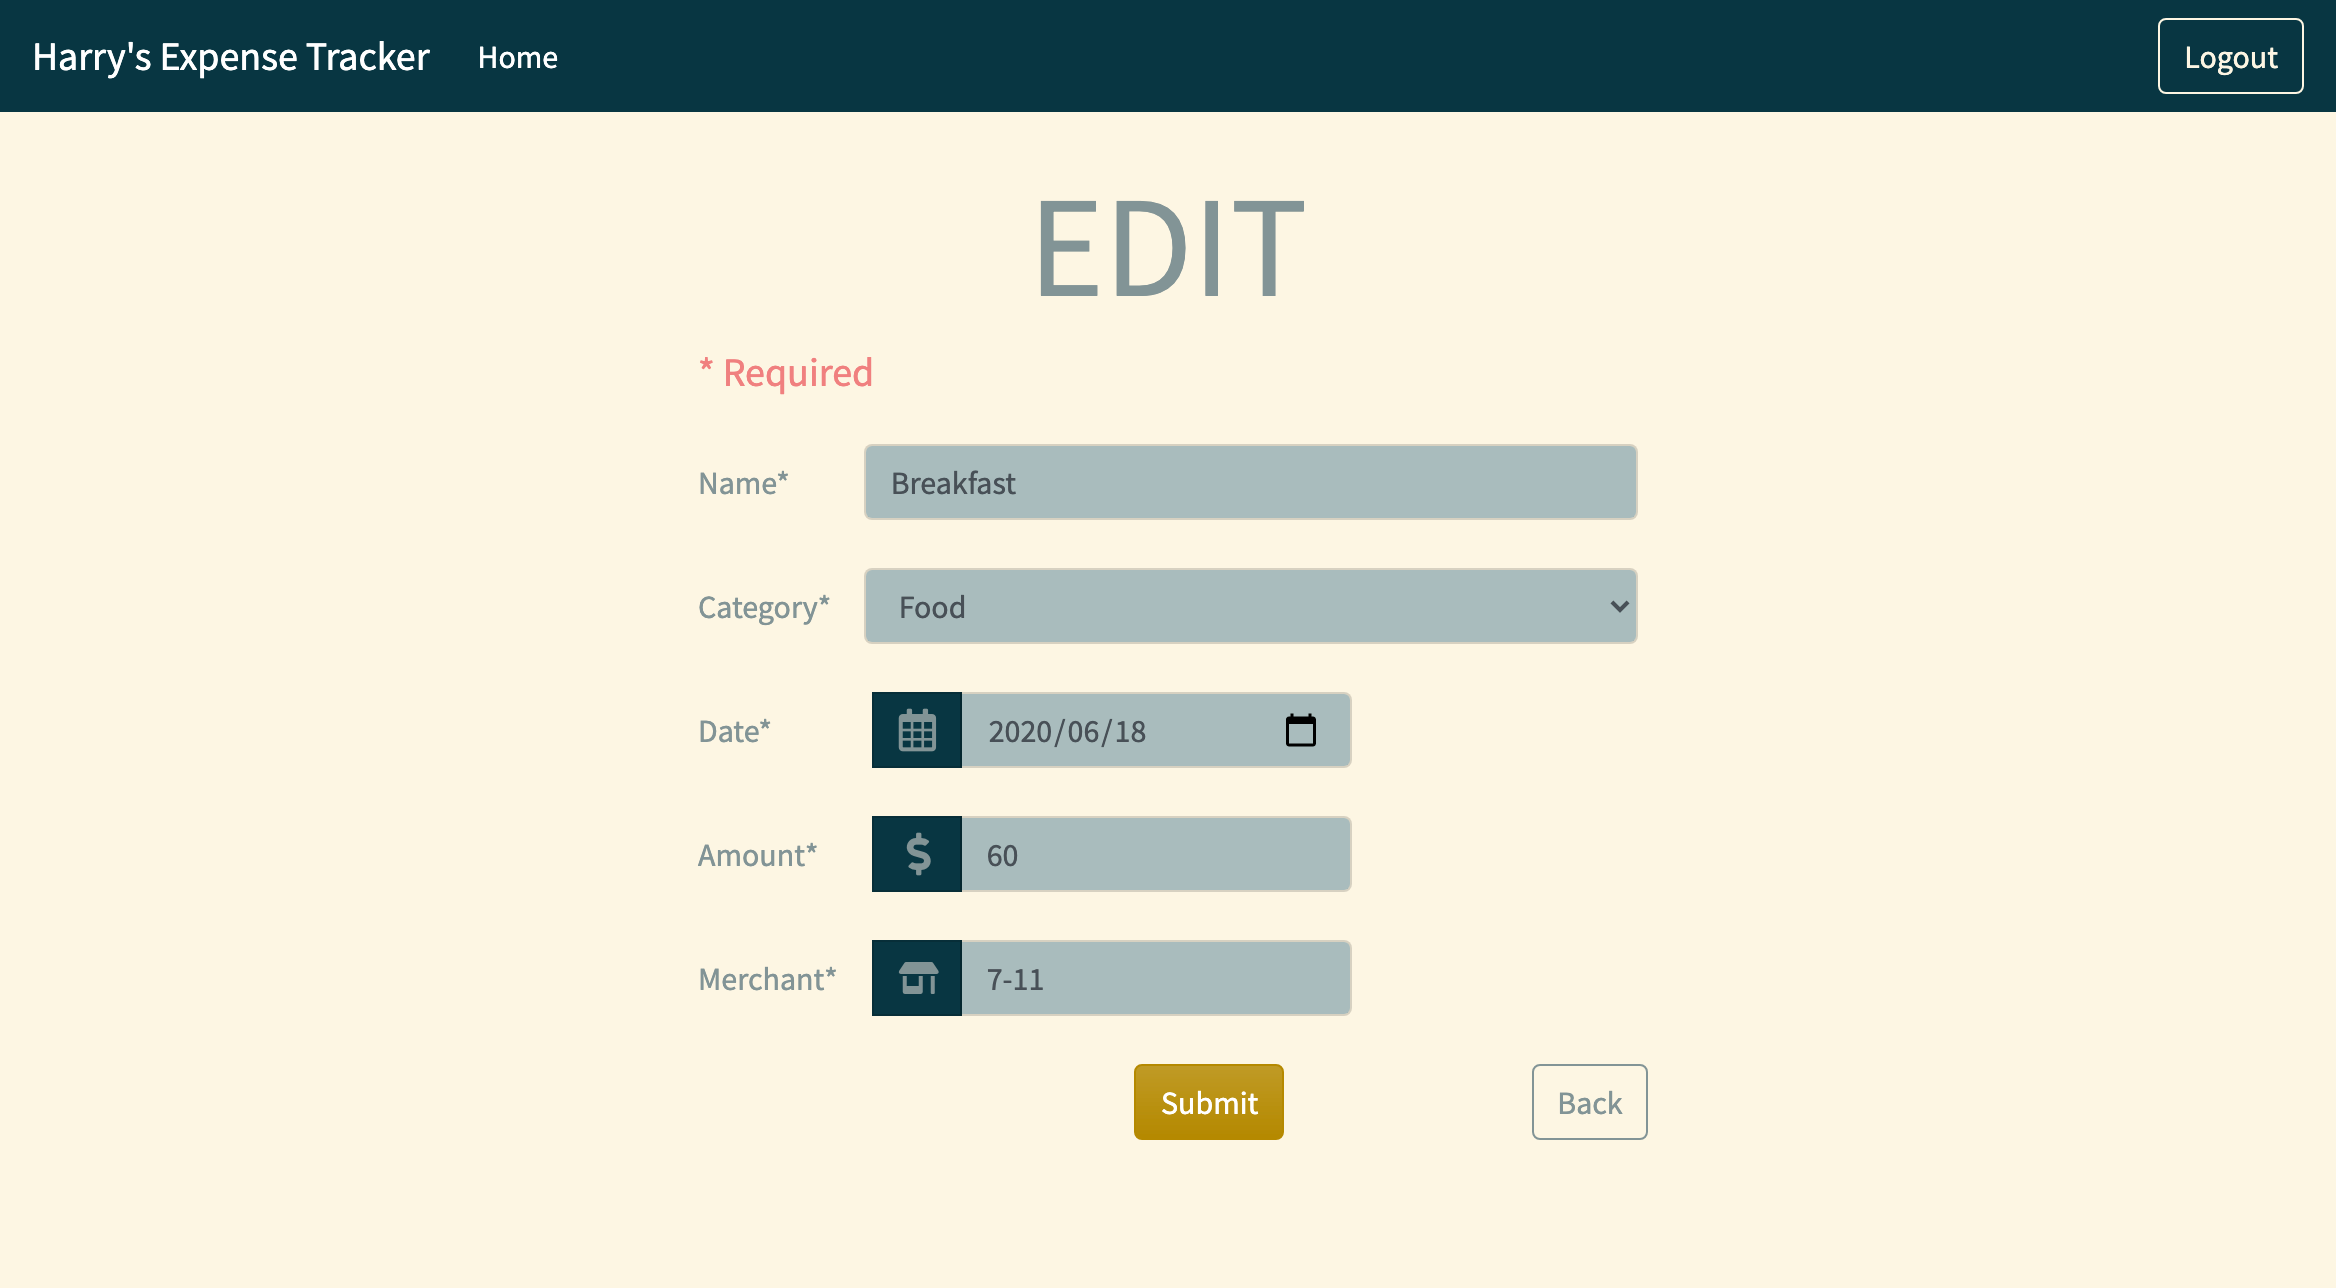 Harry's Expense Tracker Home Logout
EDIT
* Required
Name* Breakfast
Category* Food
Date* 2020/06/18
Amount* $ 60
Merchant* 7-11
Submit Back